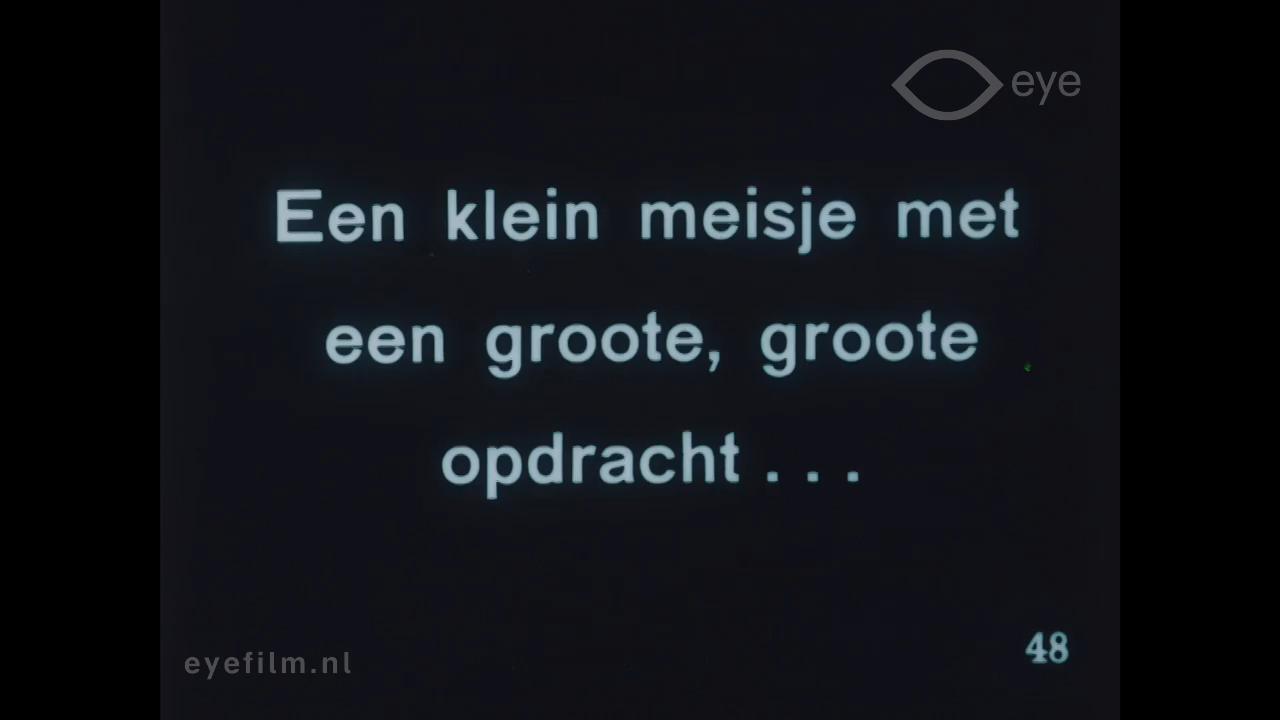 eye
Een klein meisje met
een groote, groote
opdracht . . .
48
eyefilm.nl